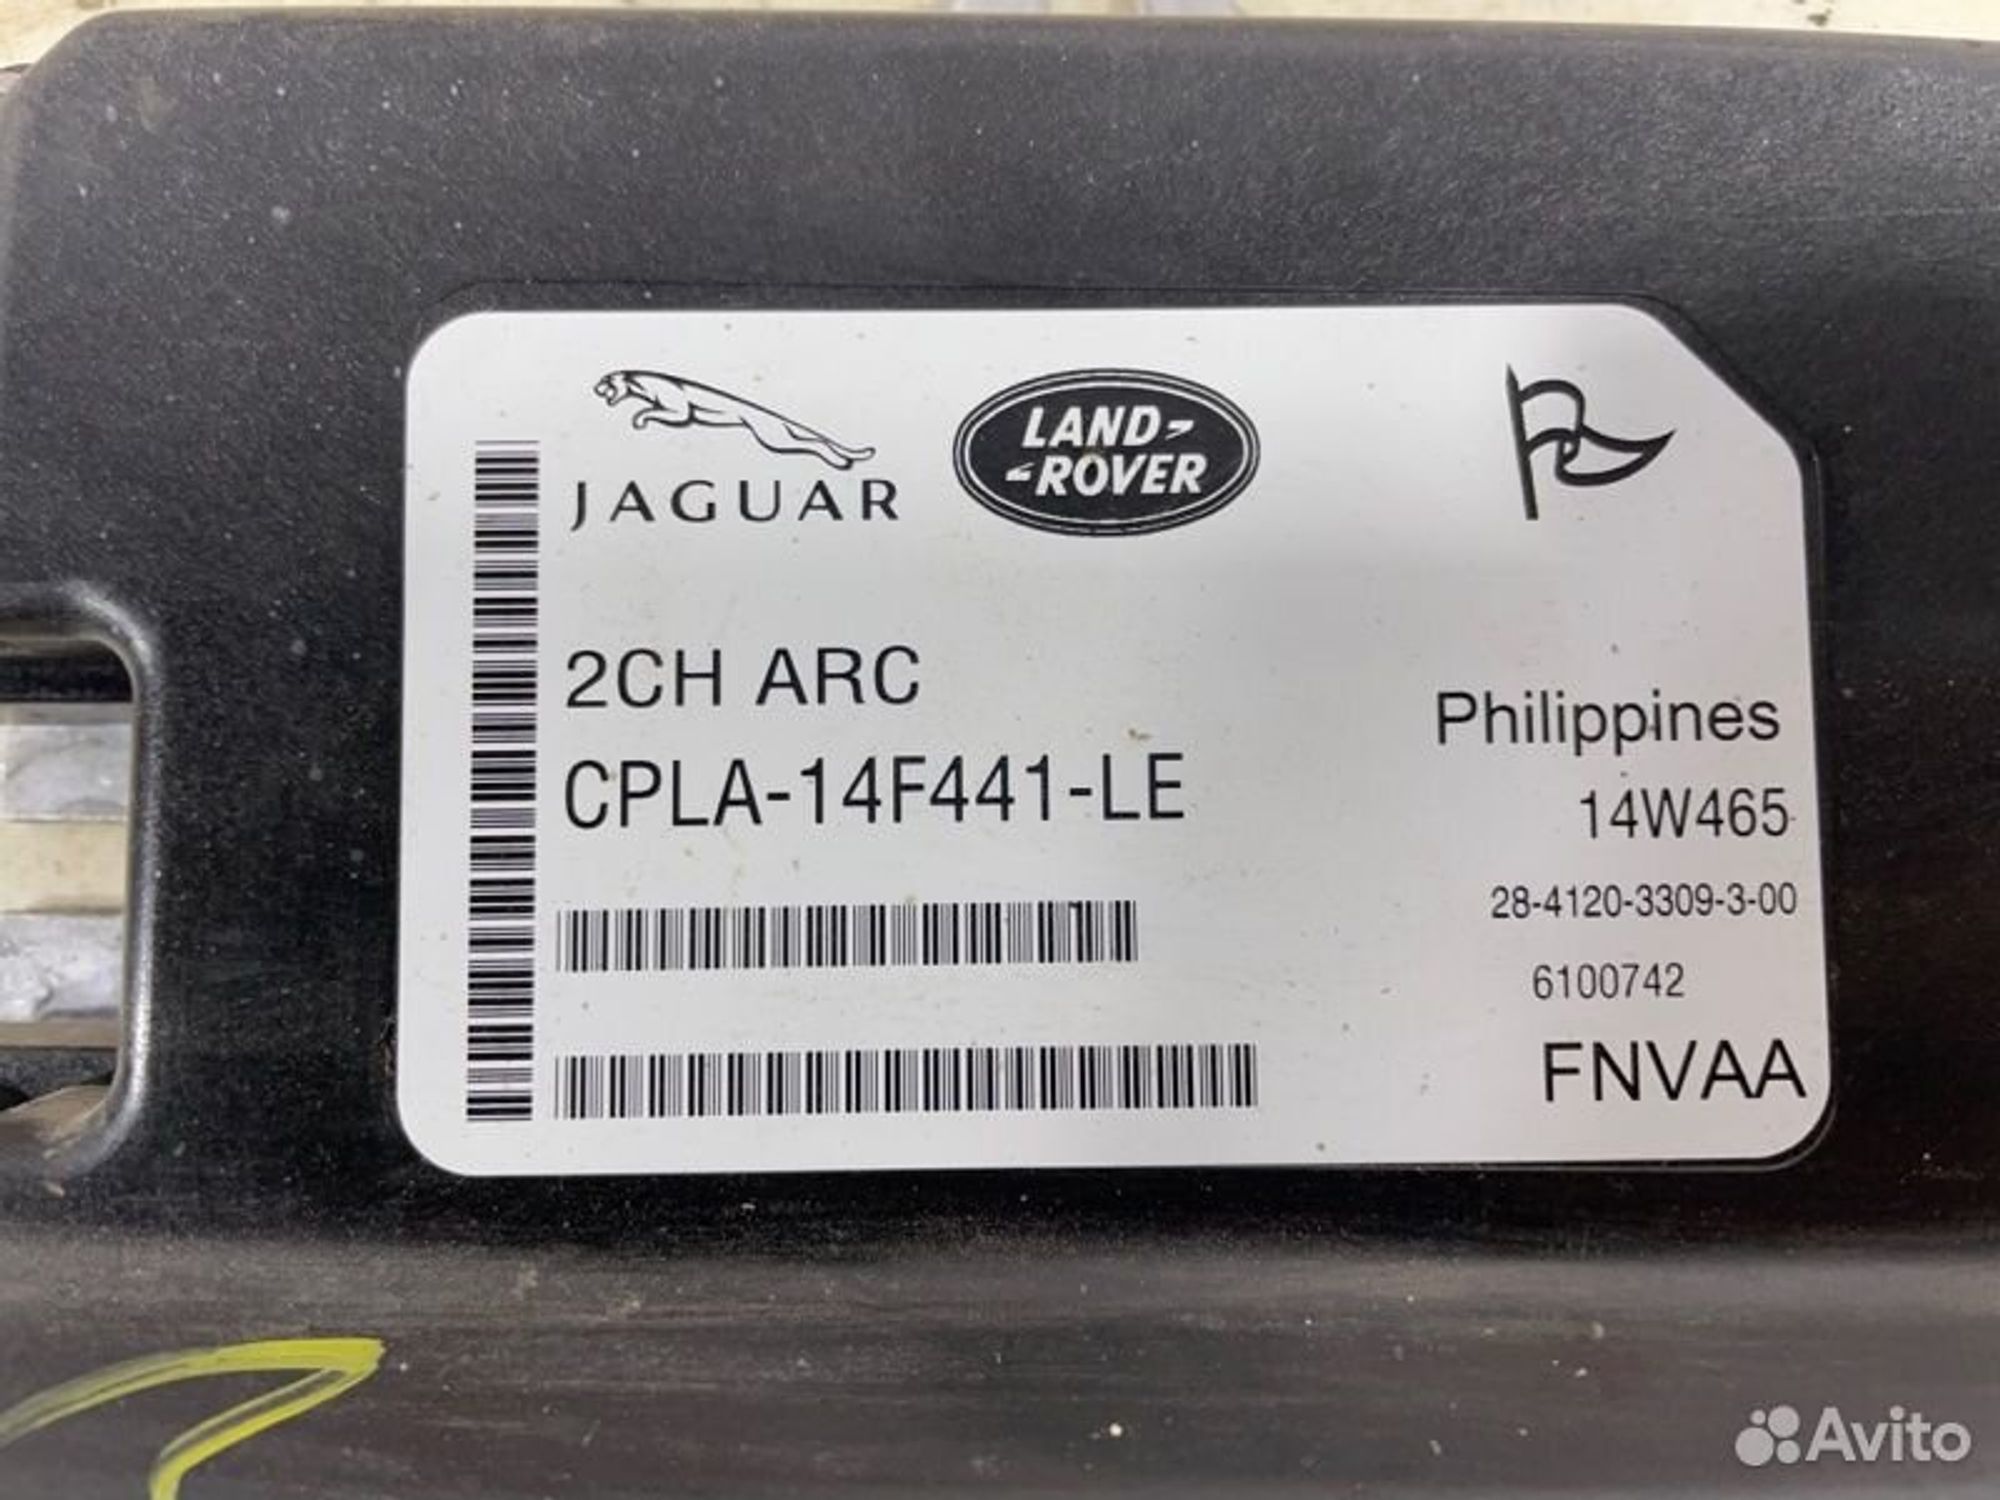 JAGUAR
LAND-
-ROVER
2CH ARC
CPLA-14F441-LE
Philippines
14W465
28-4120-3309-3-00
6100742
FNVAA
Avito